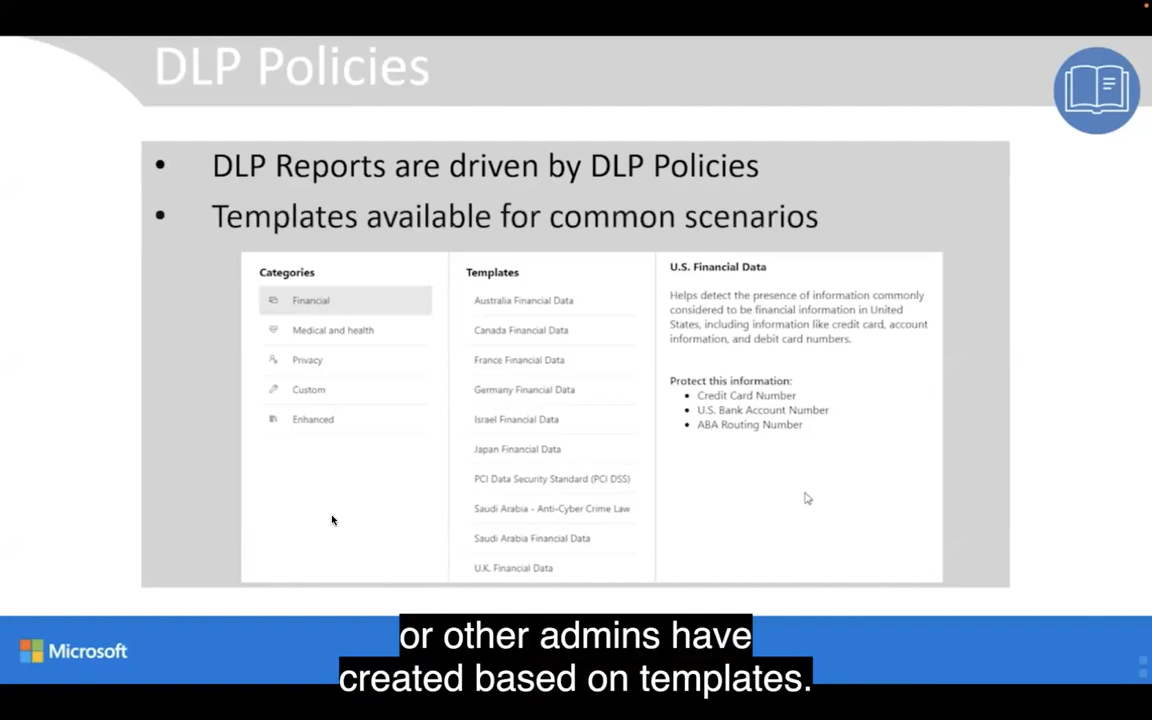 DLP Policies
• DLP Reports are driven by DLP Policies
• Templates available for common scenarios
Categories
Financial
Medical and health
Privacy
Custom
Enhanced
Templates
Australia Financial Data
Canada Financial Data
France Financial Data
Germany Financial Data
Israel Financial Data
Japan Financial Data
PCI Data Security Standard (PCI DSS)
Saudi Arabia - Anti-Cyber Crime Law
Saudi Arabia Financial Data
U.K. Financial Data
U.S. Financial Data
Helps detect the presence of information commonly
considered to be financial information in United
States, including information like credit card, account
information, and debit card numbers.
Protect this information:
• Credit Card Number
• U.S. Bank Account Number
• ABA Routing Number
Microsoft
or other admins have
created based on templates.